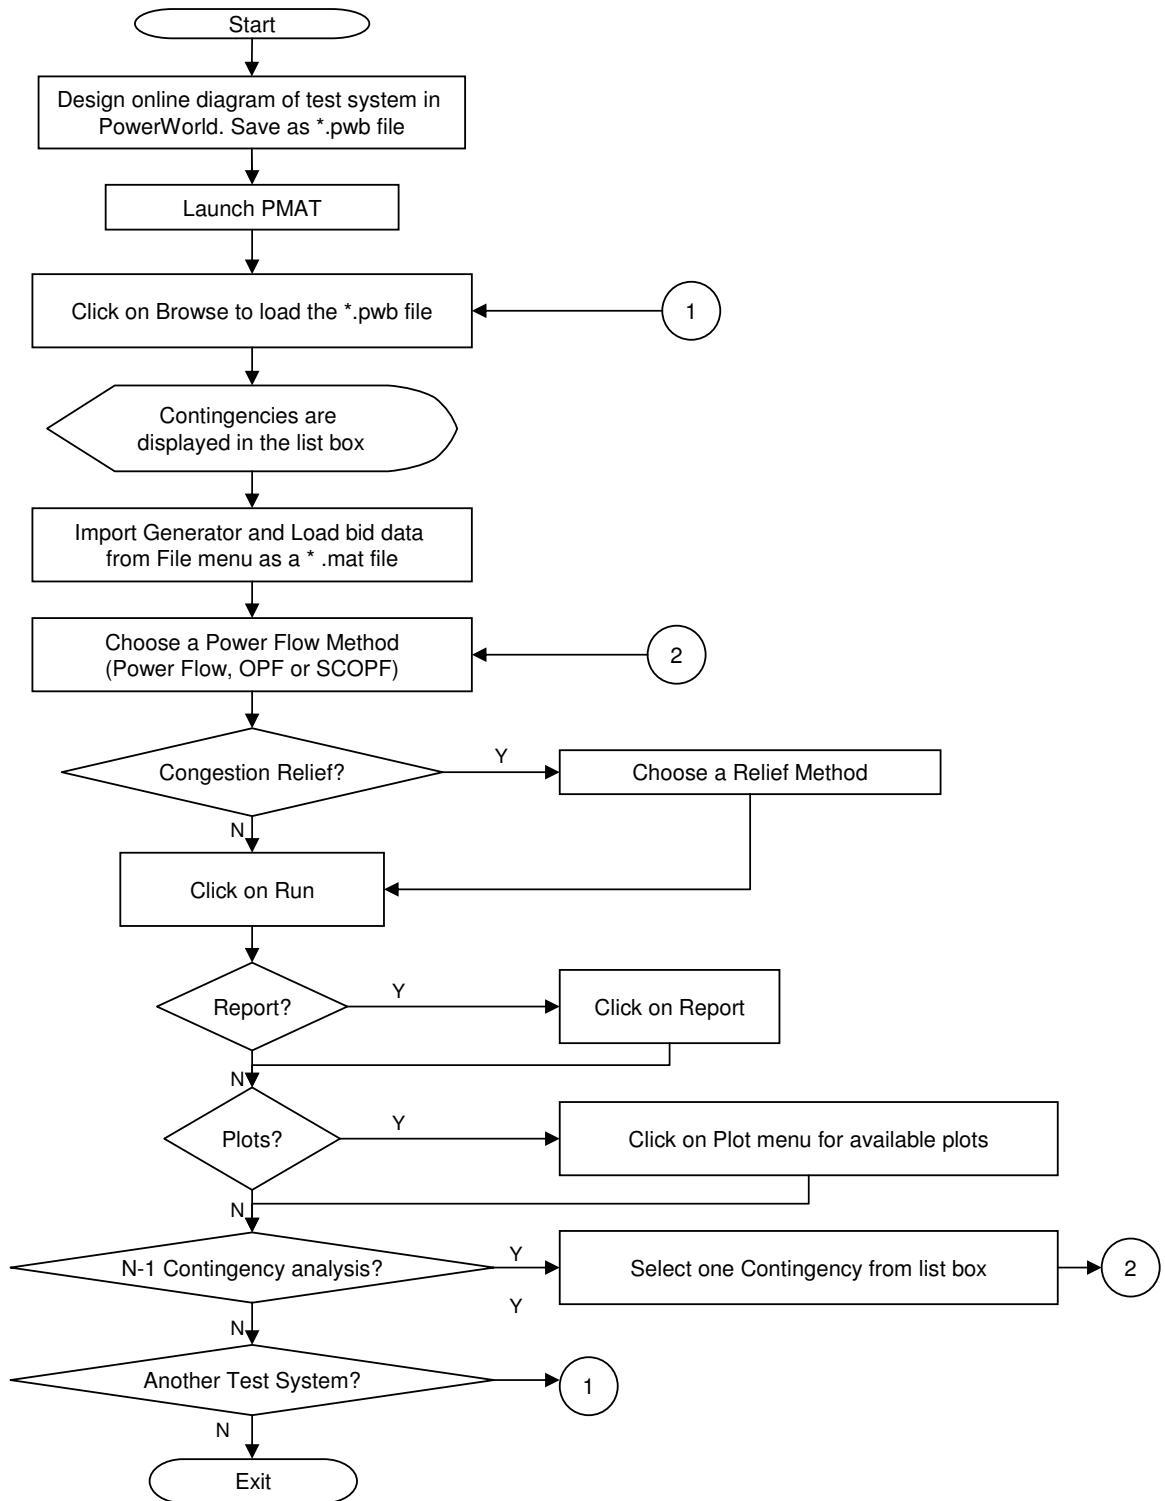 Start
Design online diagram of test system in
PowerWorld. Save as *.pwb file
Launch PMAT
Click on Browse to load the *.pwb file
1
Contingencies are
displayed in the list box
Import Generator and Load bid data
from File menu as a * .mat file
Choose a Power Flow Method
(Power Flow, OPF or SCOPF)
2
Congestion Relief?
Y
Choose a Relief Method
N
Click on Run
Report?
Y
Click on Report
N
Plots?
Y
Click on Plot menu for available plots
N
N-1 Contingency analysis?
Y
Select one Contingency from list box
2
Y
N
Another Test System?
1
N
Exit